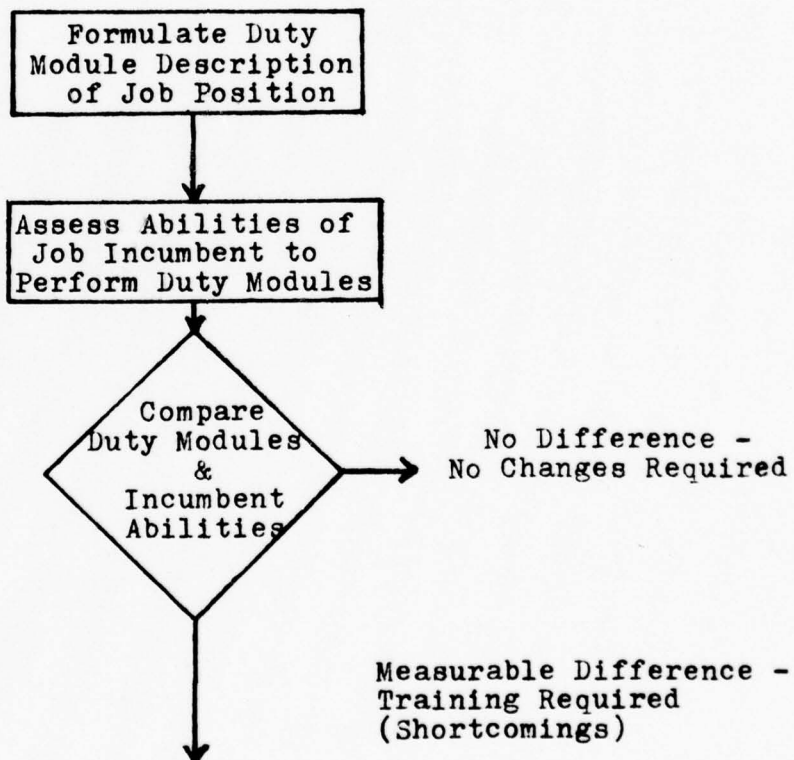 Formulate Duty
Module Description
of Job Position
Assess Abilities of
Job Incumbent to
Perform Duty Modules
Compare
Duty Modules
&
Incumbent
Abilities
No Difference -
No Changes Required
Measurable Difference -
Training Required
(Shortcomings)